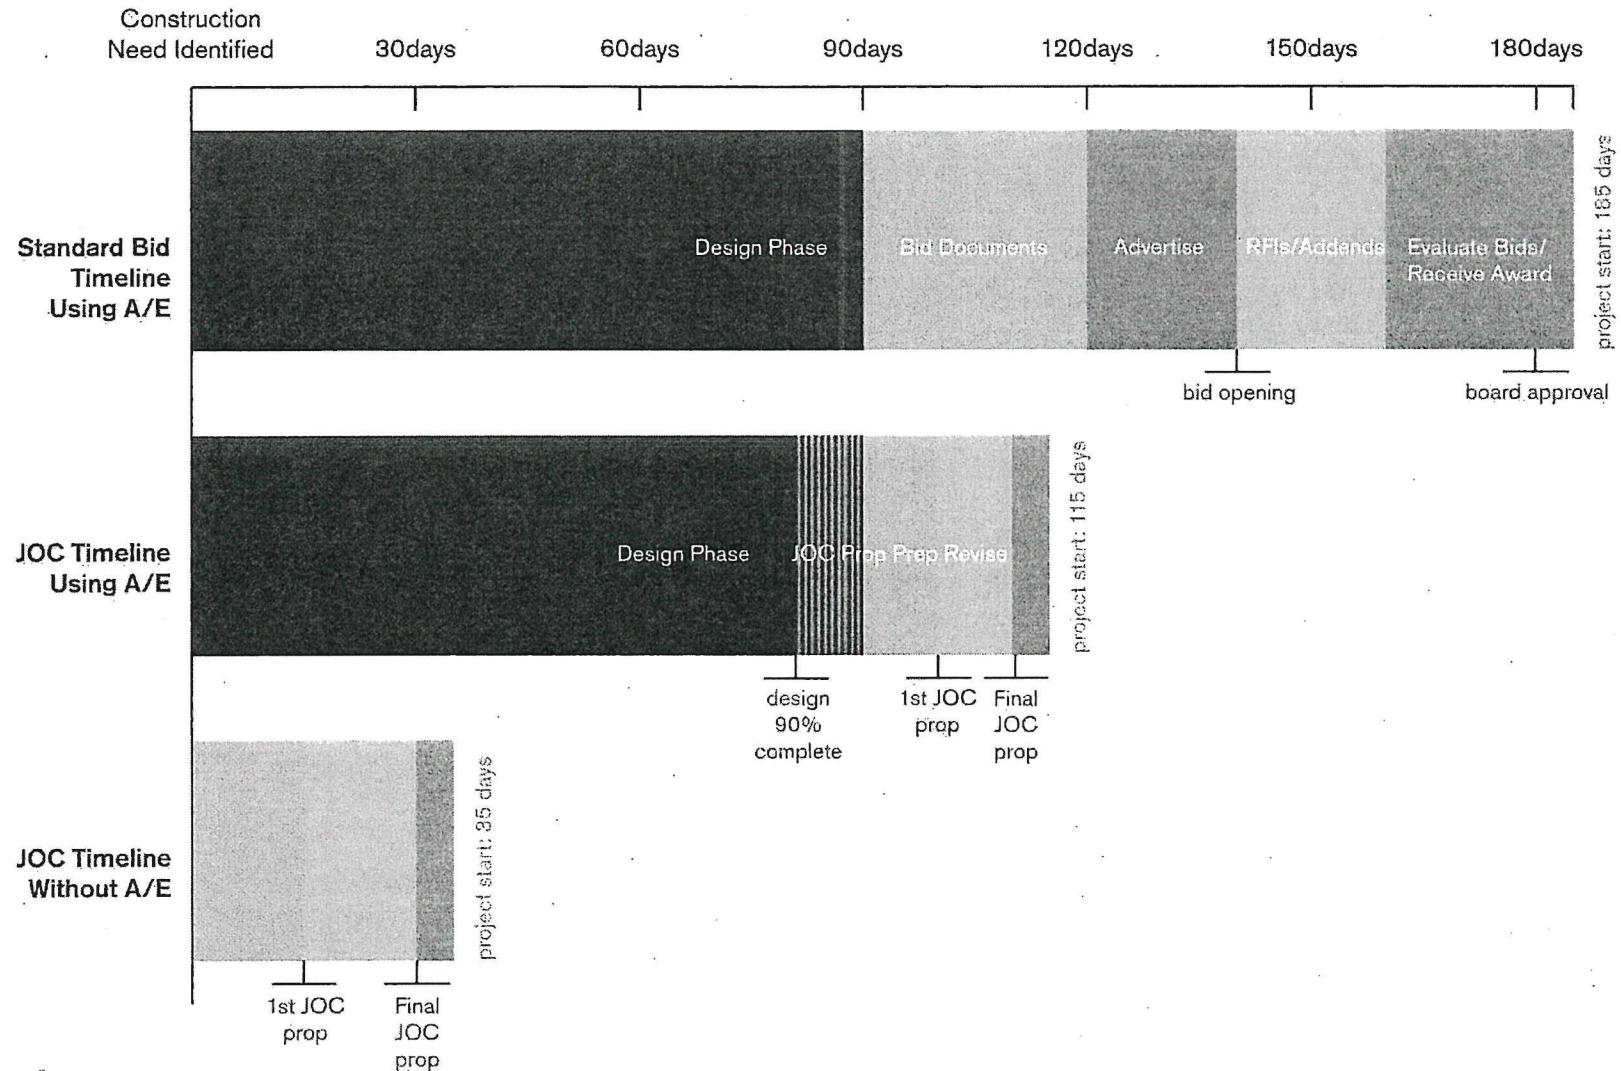 Construction
Need Identified
30days
60days
90days
120days
150days
180days
Standard Bid
Timeline
Using A/E
Design Phase
Bid Documents
Advertise
RFIs/Addends
Evaluate Bids/
Receive Award
project start: 185 days
bid opening
board approval
JOC Timeline
Using A/E
Design Phase
JOC Prop Prep Revise
project start: 115 days
design
90%
complete
1st JOC
prop
Final
JOC
prop
JOC Timeline
Without A/E
project start: 35 days
1st JOC
prop
Final
JOC
prop